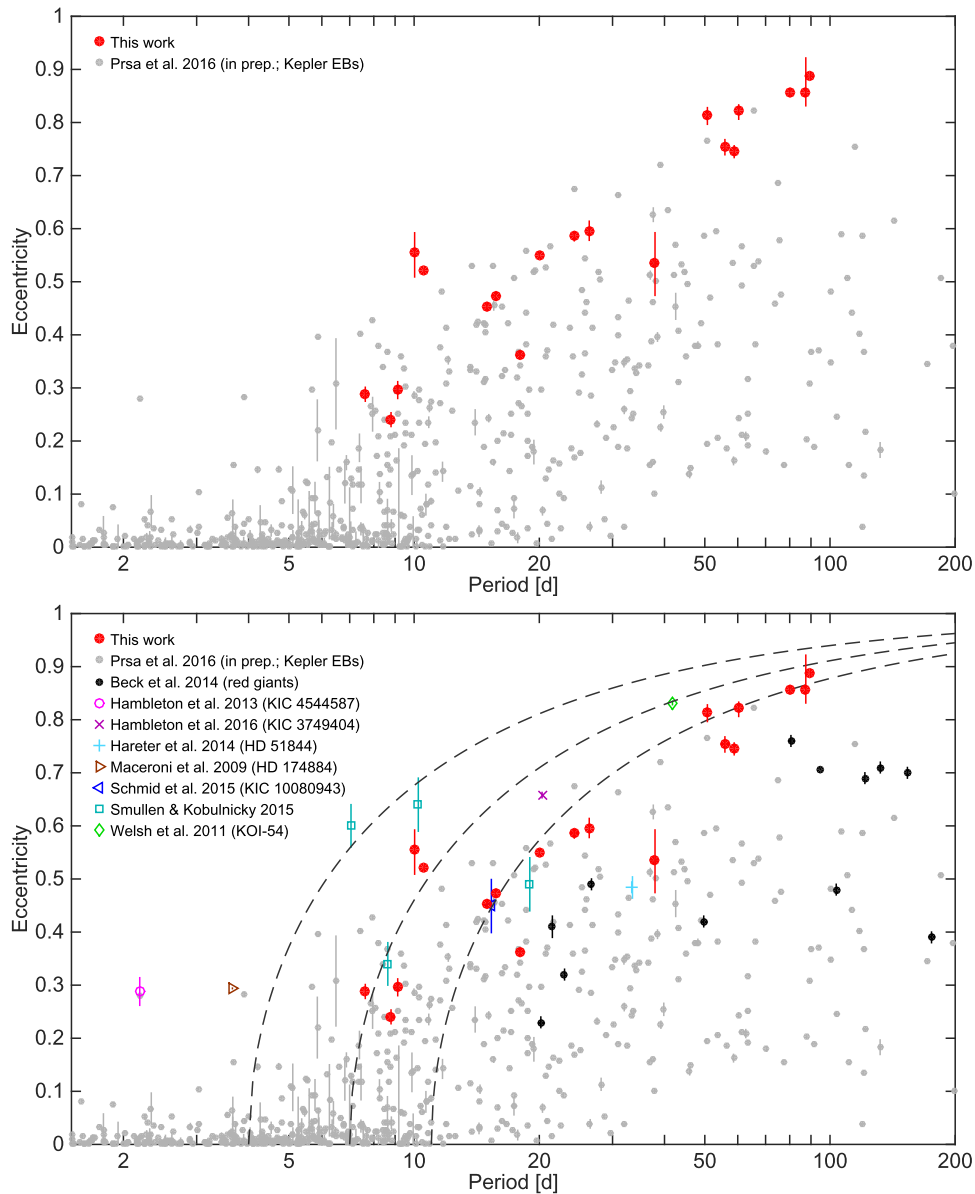 1
0.9
0.8
0.7
0.6
0.5
0.4
0.3
0.2
0.1
0
Eccentricity
This work
Prsa et al. 2016 (in prep.; Kepler EBs)
2
5
10
20
50
100
200
Period [d]
1
0.9
0.8
0.7
0.6
0.5
0.4
0.3
0.2
0.1
0
Eccentricity
This work
Prsa et al. 2016 (in prep.; Kepler EBs)
Beck et al. 2014 (red giants)
Hambleton et al. 2013 (KIC 4544587)
Hambleton et al. 2016 (KIC 3749404)
Hareter et al. 2014 (HD 51844)
Maceroni et al. 2009 (HD 174884)
Schmid et al. 2015 (KIC 10080943)
Smullen & Kobulnicky 2015
Welsh et al. 2011 (KOI-54)
2
5
10
20
50
100
200
Period [d]